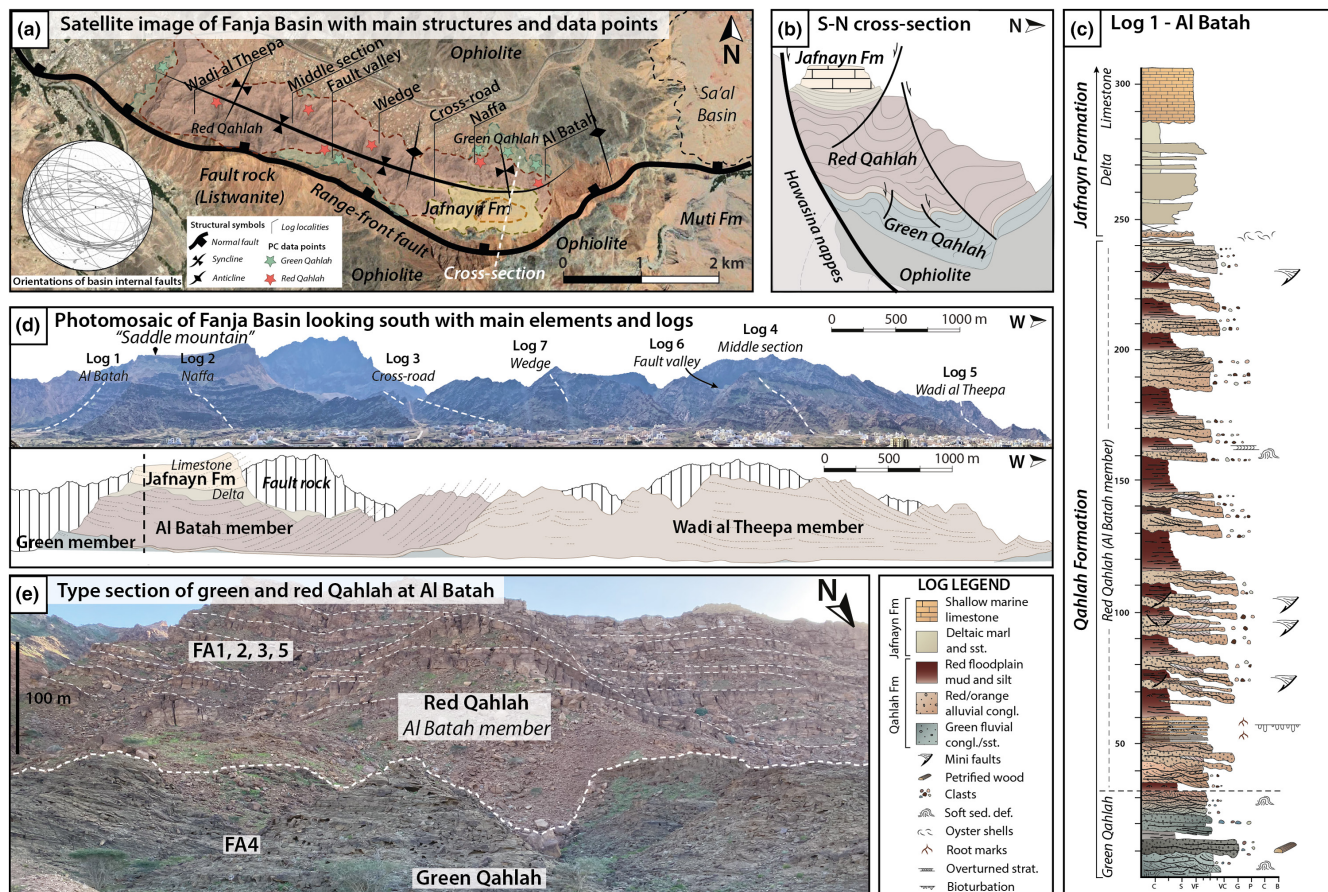 (a) Satellite image of Fanja Basin with main structures and data points
N
Ophiolite
Wadi-al Theepa
Middle section
Fault valley
Wedge
Cross-road
Naffa
Al Batah
Sa'al
Basin
Red Qahlah
Green Qahlah
Fault rock
(Listwanite)
Range-front fault
Jafnayn Fm
Muti Fm
Ophiolite
Ophiolite
Cross-section
0 1 2 km
Orientations of basin internal faults
Structural symbols
Normal fault
Syncline
Anticline
Log localities
PC data points
Green Qahlah
Red Qahlah
(b) S-N cross-section N
Jafnayn Fm
Red Qahlah
Green Qahlah
Hawasina nappes
Ophiolite
(c) Log 1 - Al Batah
Jafnayn Formation
Limestone
Delta
Qahlah Formation
Red Qahlah (Al Batah member)
Green Qahlah
300
250
200
150
100
50
C S VF VC G P C B
(d) Photomosaic of Fanja Basin looking south with main elements and logs
0 500 1000 m W
"Saddle mountain"
Log 1
Al Batah
Log 2
Naffa
Log 3
Cross-road
Log 7
Wedge
Log 6
Fault valley
Log 4
Middle section
Log 5
Wadi al Theepa
0 500 1000 m W
Limestone
Jafnayn Fm
Delta
Fault rock
Al Batah member
Green member
Wadi al Theepa member
(e) Type section of green and red Qahlah at Al Batah
N
FA1, 2, 3, 5
100 m
Red Qahlah
Al Batah member
FA4
Green Qahlah
LOG LEGEND
Jafnayn Fm
Shallow marine
limestone
Deltaic marl
and sst.
Qahlah Fm
Red floodplain
mud and silt
Red/orange
alluvial congl.
Green fluvial
congl./sst.
Mini faults
Petrified wood
Clasts
Soft sed. def.
Oyster shells
Root marks
Overturned strat.
Bioturbation